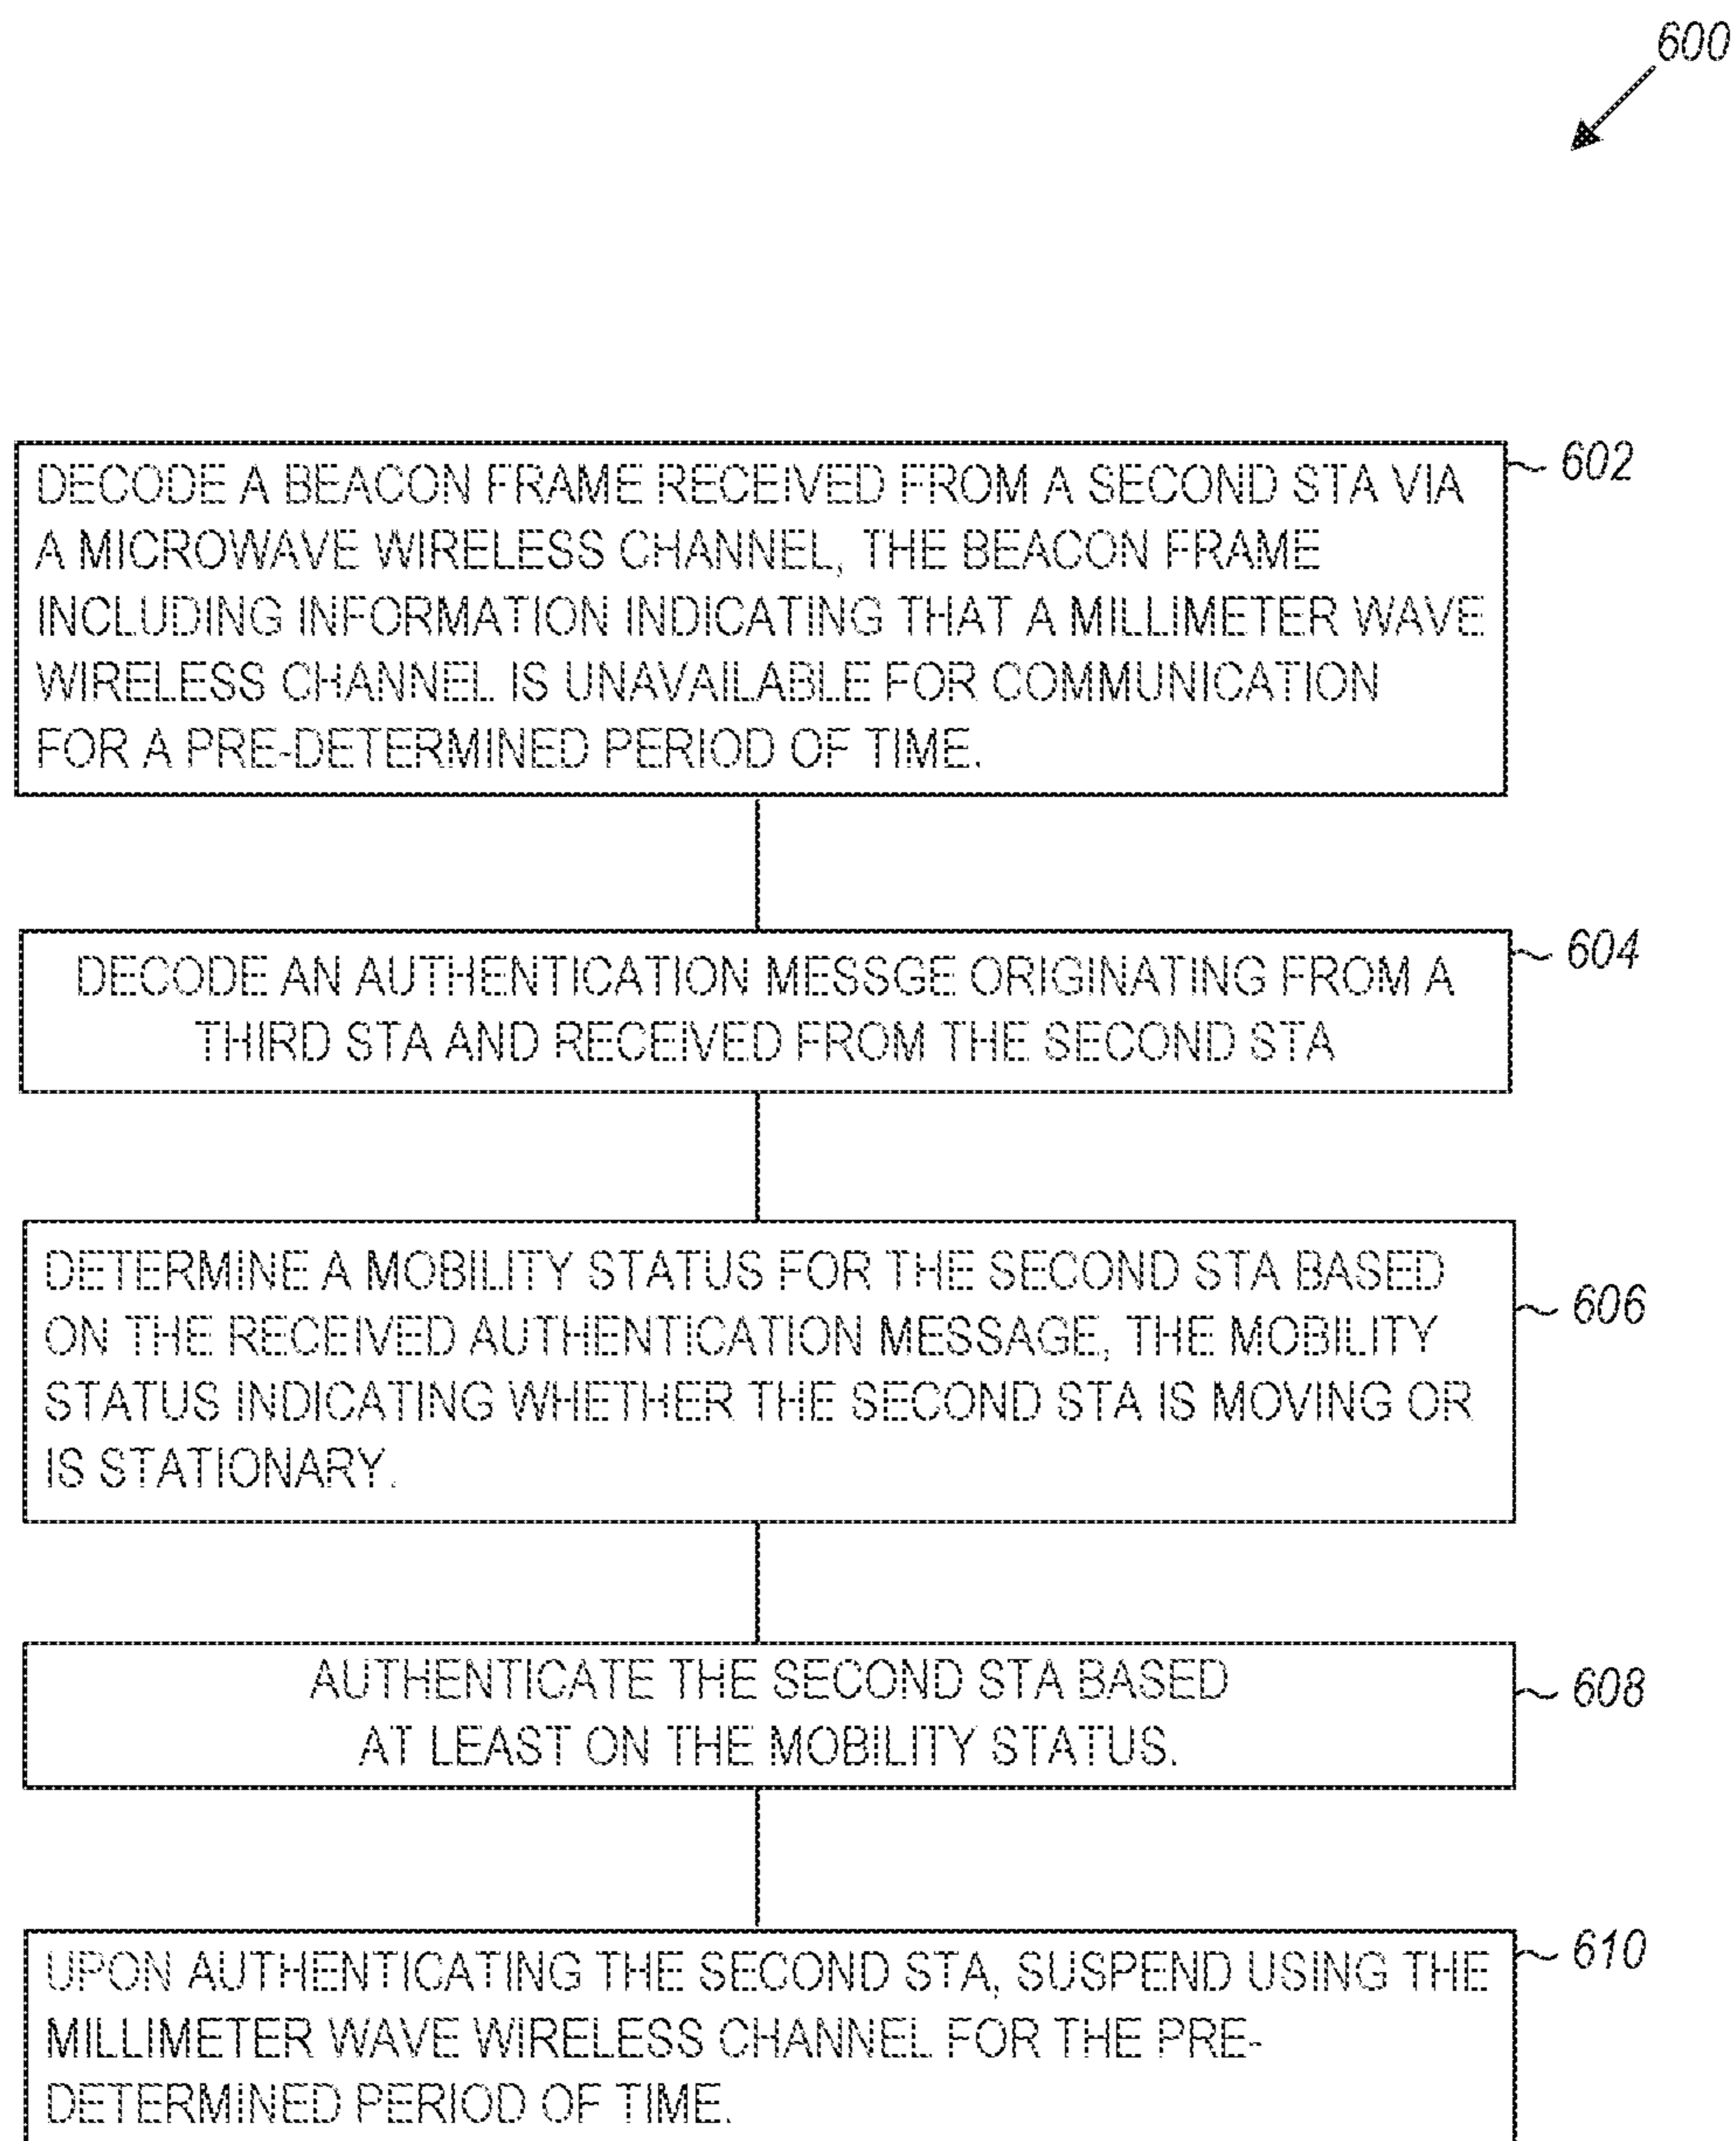 600
DECODE A BEACON FRAME RECEIVED FROM A SECOND STA VIA
A MICROWAVE WIRELESS CHANNEL, THE BEACON FRAME
INCLUDING INFORMATION INDICATING THAT A MILLIMETER WAVE
WIRELESS CHANNEL IS UNAVAILABLE FOR COMMUNICATION
FOR A PRE-DETERMINED PERIOD OF TIME.
602
DECODE AN AUTHENTICATION MESSGE ORIGINATING FROM A
THIRD STA AND RECEIVED FROM THE SECOND STA
604
DETERMINE A MOBILITY STATUS FOR THE SECOND STA BASED
ON THE RECEIVED AUTHENTICATION MESSAGE, THE MOBILITY
STATUS INDICATING WHETHER THE SECOND STA IS MOVING OR
IS STATIONARY.
606
AUTHENTICATE THE SECOND STA BASED
AT LEAST ON THE MOBILITY STATUS.
608
UPON AUTHENTICATING THE SECOND STA, SUSPEND USING THE
MILLIMETER WAVE WIRELESS CHANNEL FOR THE PRE-
DETERMINED PERIOD OF TIME.
610